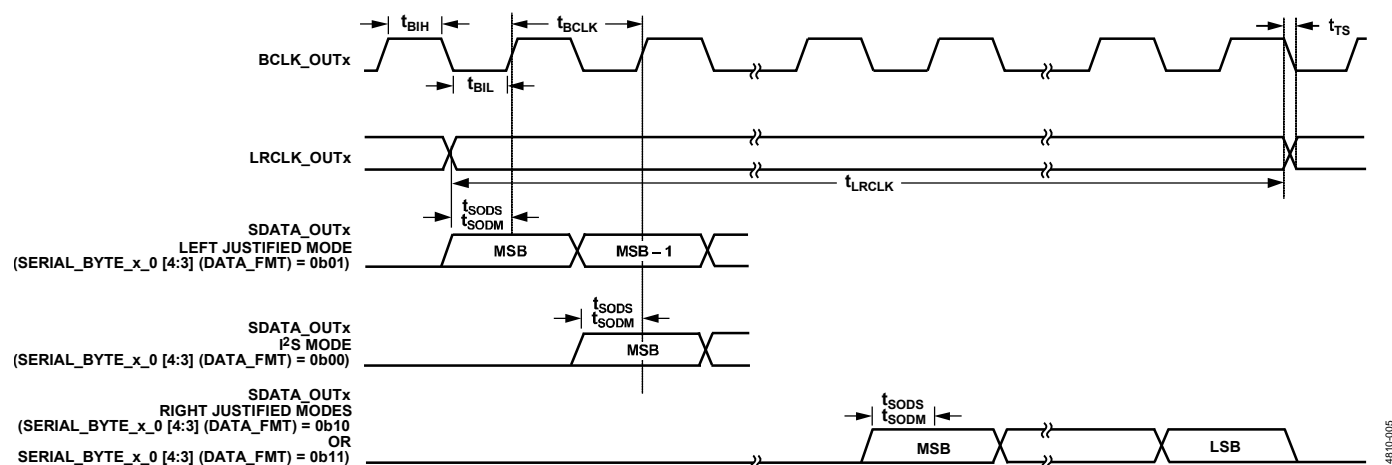 tBIH
tBCLK
tTS
BCLK_OUTx
tBIL
LRCLK_OUTx
tLRCLK
tSODS
tSODM
SDATA_OUTx
LEFT JUSTIFIED MODE
(SERIAL_BYTE_x_0 [4:3] (DATA_FMT) = 0b01)
MSB
MSB – 1
tSODS
tSODM
SDATA_OUTx
I²S MODE
(SERIAL_BYTE_x_0 [4:3] (DATA_FMT) = 0b00)
MSB
SDATA_OUTx
RIGHT JUSTIFIED MODES
(SERIAL_BYTE_x_0 [4:3] (DATA_FMT) = 0b10
OR
SERIAL_BYTE_x_0 [4:3] (DATA_FMT) = 0b11)
tSODS
tSODM
MSB
LSB
4810-005